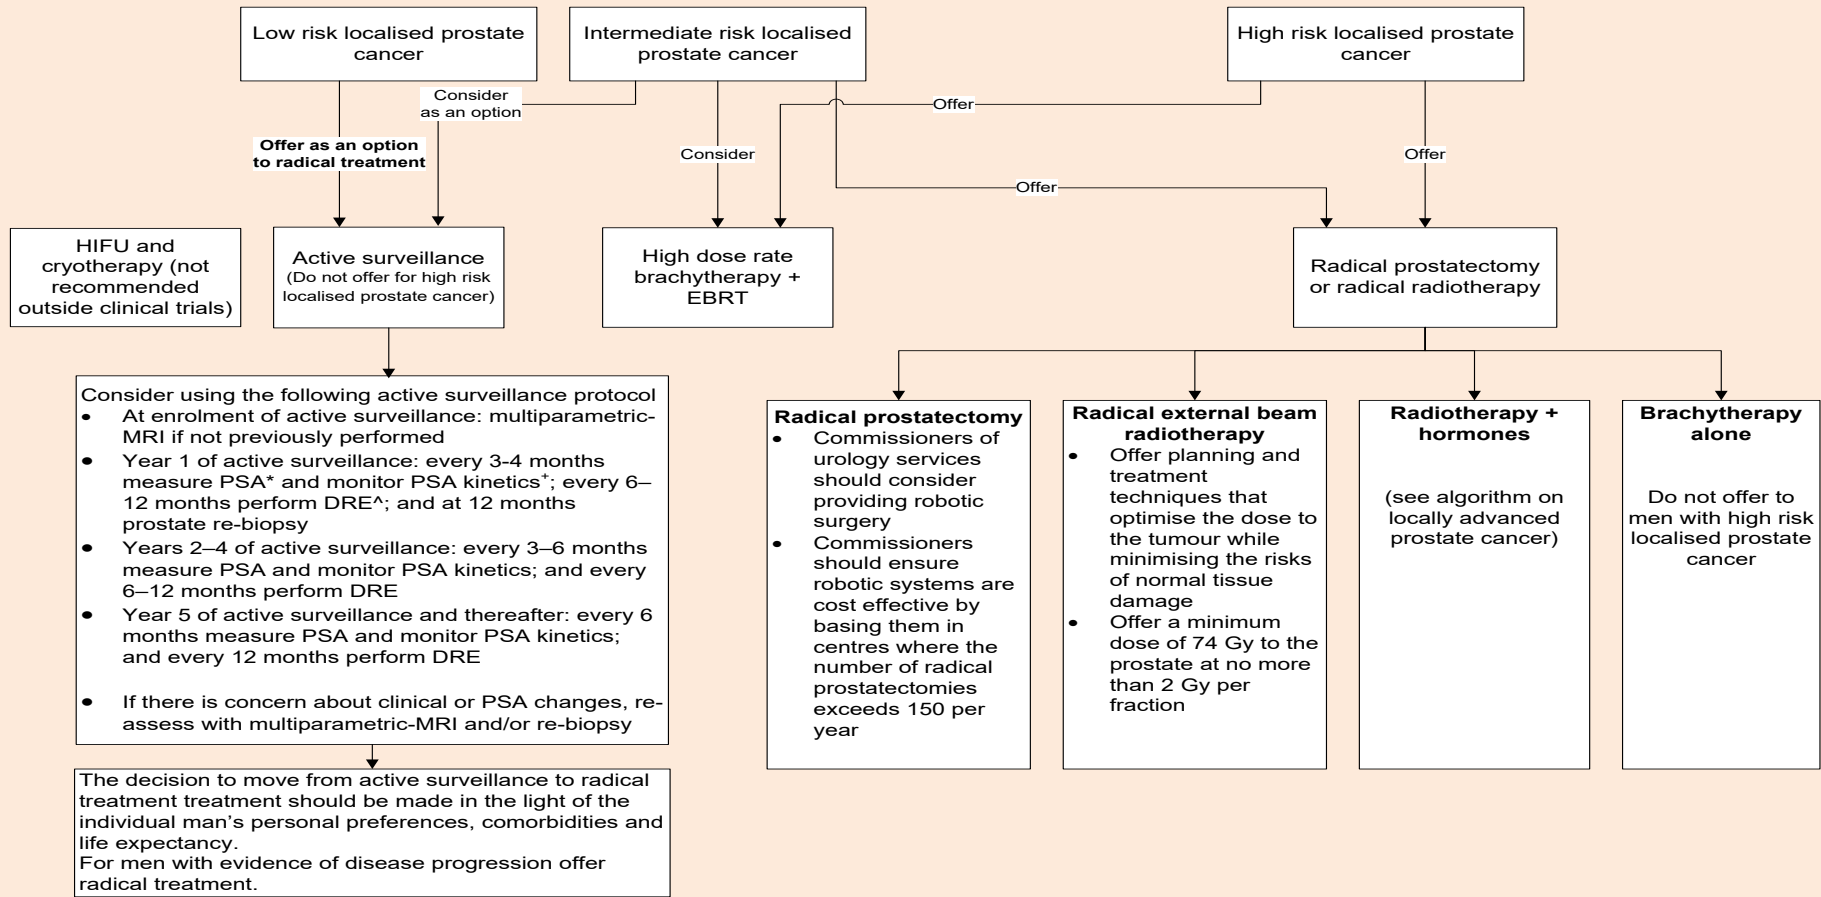 Low risk localised prostate
cancer
Intermediate risk localised
prostate cancer
High risk localised prostate
cancer
Consider
as an option
Offer
Offer as an option
to radical treatment
Consider
Offer
Offer
HIFU and
cryotherapy (not
recommended
outside clinical trials)
Active surveillance
(Do not offer for high risk
localised prostate cancer)
High dose rate
brachytherapy +
EBRT
Radical prostatectomy
or radical radiotherapy
Consider using the following active surveillance protocol
• At enrolment of active surveillance: multiparametric-
MRI if not previously performed
• Year 1 of active surveillance: every 3-4 months
measure PSA* and monitor PSA kinetics+; every 6–
12 months perform DRE^; and at 12 months
prostate re-biopsy
• Years 2–4 of active surveillance: every 3–6 months
measure PSA and monitor PSA kinetics; and every
6–12 months perform DRE
• Year 5 of active surveillance and thereafter: every 6
months measure PSA and monitor PSA kinetics;
and every 12 months perform DRE
• If there is concern about clinical or PSA changes, re-
assess with multiparametric-MRI and/or re-biopsy
The decision to move from active surveillance to radical
treatment treatment should be made in the light of the
individual man's personal preferences, comorbidities and
life expectancy.
For men with evidence of disease progression offer
radical treatment.
Radical prostatectomy
• Commissioners of
urology services
should consider
providing robotic
surgery
• Commissioners
should ensure
robotic systems are
cost effective by
basing them in
centres where the
number of radical
prostatectomies
exceeds 150 per
year
Radical external beam
radiotherapy
• Offer planning and
treatment
techniques that
optimise the dose to
the tumour while
minimising the risks
of normal tissue
damage
• Offer a minimum
dose of 74 Gy to the
prostate at no more
than 2 Gy per
fraction
Radiotherapy +
hormones
(see algorithm on
locally advanced
prostate cancer)
Brachytherapy
alone
Do not offer to
men with high risk
localised prostate
cancer